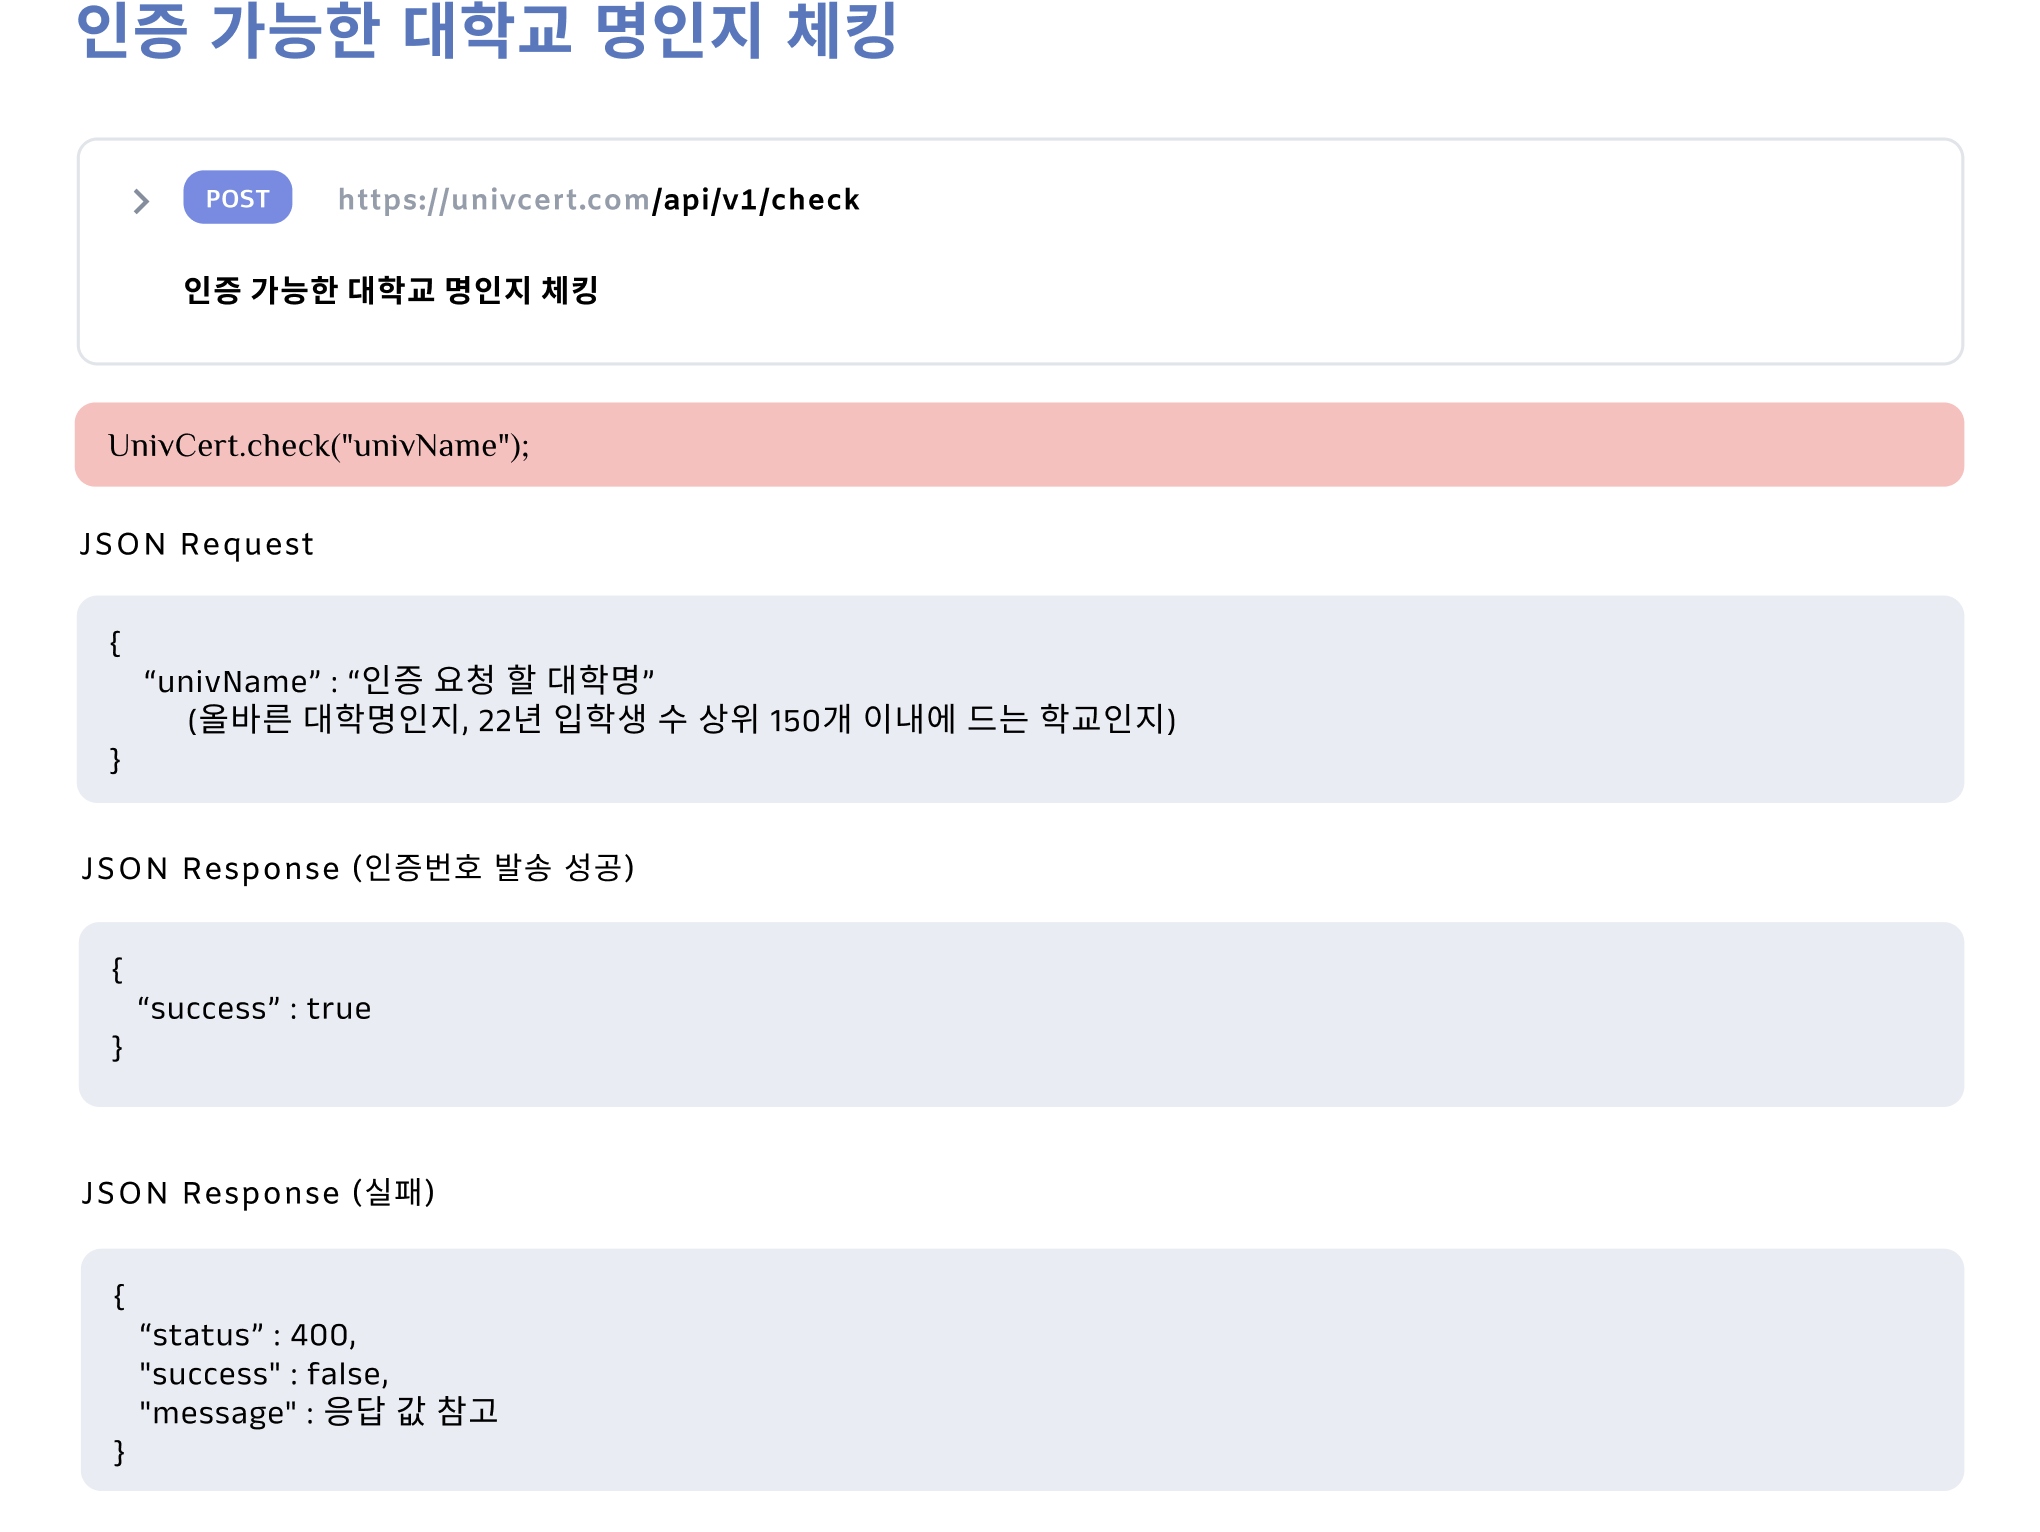 인증 가능한 대학교 명인지 체킹
POST https://univcert.com/api/v1/check
인증 가능한 대학교 명인지 체킹
UnivCert.check("univName");
JSON Request
{
“univName” : “인증 요청 할 대학명”
(올바른 대학명인지, 22년 입학생 수 상위 150개 이내에 드는 학교인지)
}
JSON Response (인증번호 발송 성공)
{
“success” : true
}
JSON Response (실패)
{
“status” : 400,
"success" : false,
"message" : 응답 값 참고
}